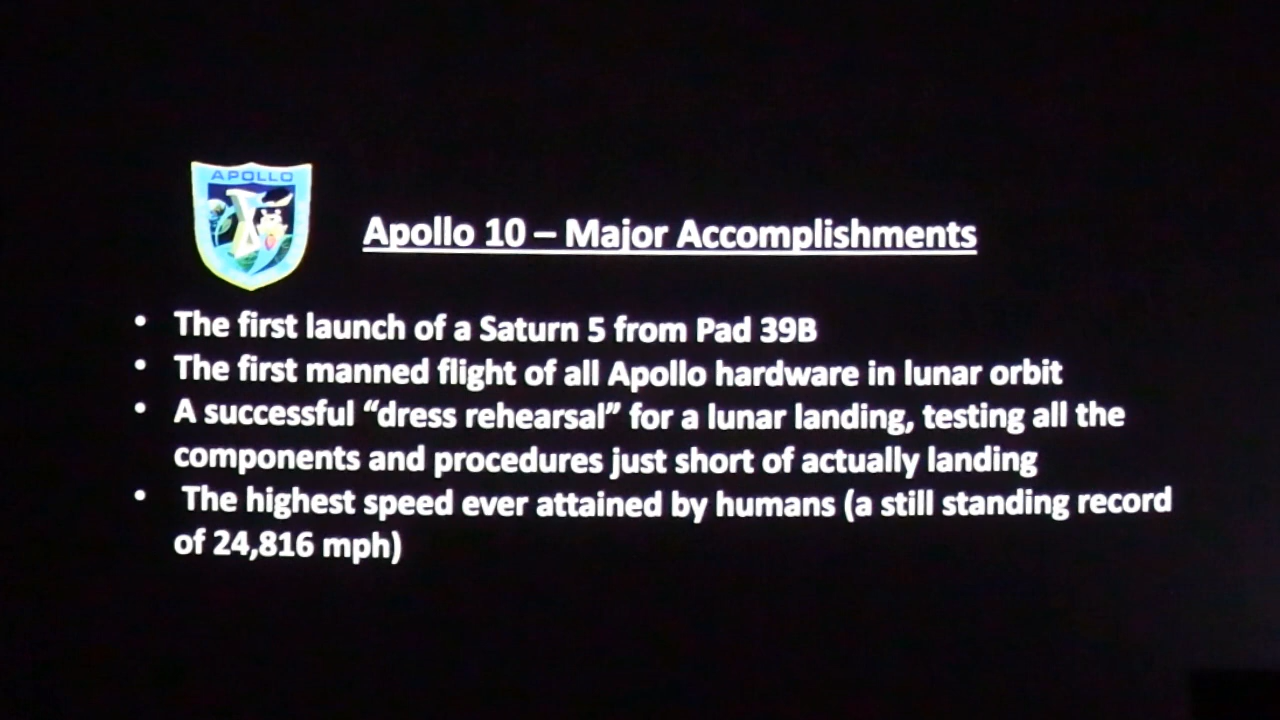 APOLLO
Apollo 10 – Major Accomplishments
• The first launch of a Saturn 5 from Pad 39B
• The first manned flight of all Apollo hardware in lunar orbit
• A successful “dress rehearsal” for a lunar landing, testing all the
components and procedures just short of actually landing
• The highest speed ever attained by humans (a still standing record
of 24,816 mph)